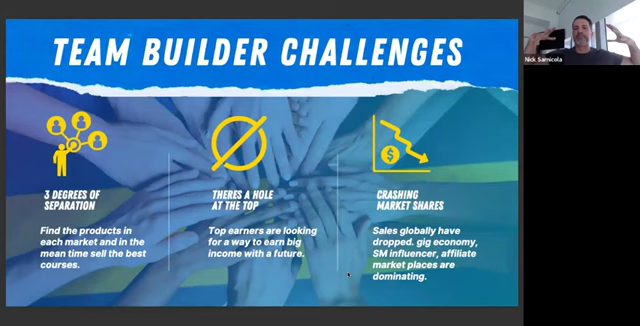 TEAM BUILDER CHALLENGES
Nick Sarnicola
3 DEGREES OF
SEPARATION
Find the products in
each market and in the
mean time sell the best
courses.
THERES A HOLE
AT THE TOP
Top earners are looking
for a way to earn big
income with a future.
$
CRASHING
MARKET SHARES
Sales globally have
dropped. gig economy,
SM influencer, affiliate
market places are
dominating.